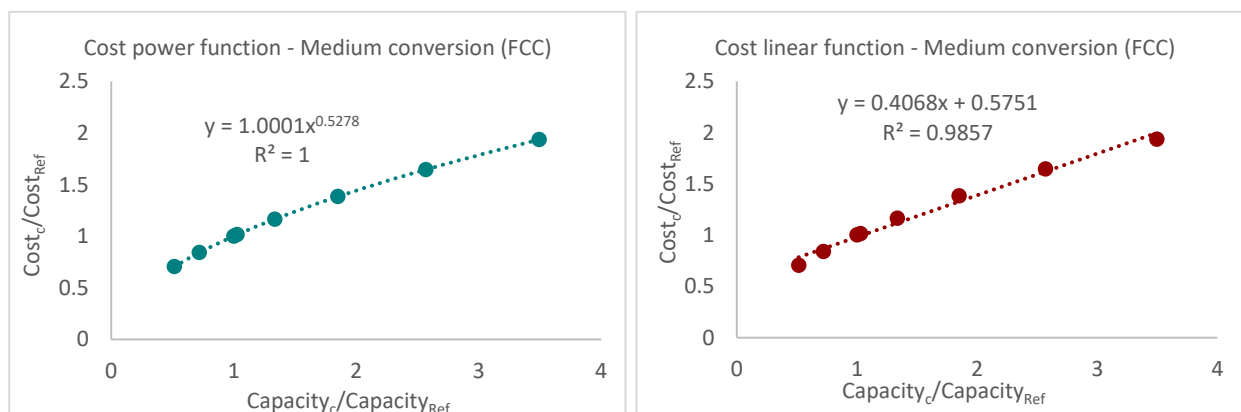 Cost power function - Medium conversion (FCC)
2.5
2
1.5
1
0.5
0
y = 1.0001x^0.5278
R² = 1
Cost_c/Cost_Ref
0 1 2 3 4
Capacity_c/Capacity_Ref
Cost linear function - Medium conversion (FCC)
2.5
2
1.5
1
0.5
0
y = 0.4068x + 0.5751
R² = 0.9857
Cost_c/Cost_Ref
0 1 2 3 4
Capacity_c/Capacity_Ref